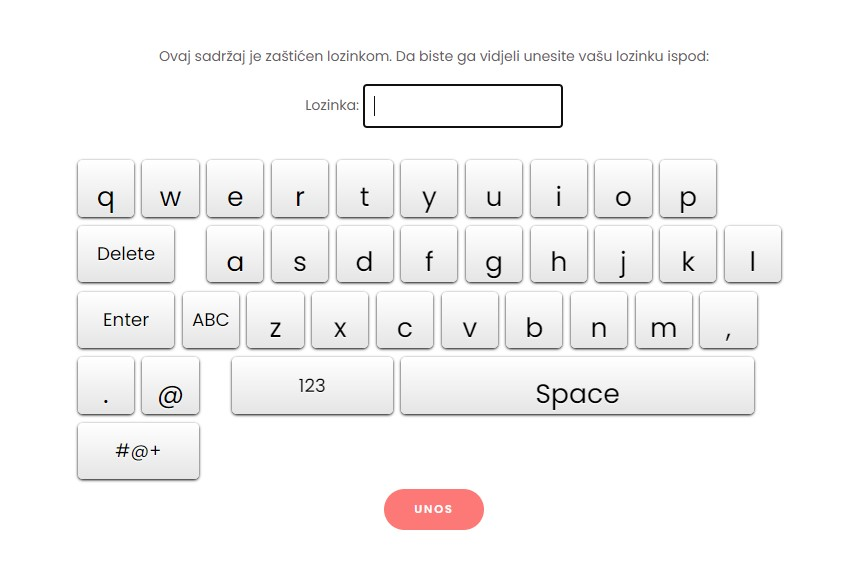 Ovaj sadržaj je zaštićen lozinkom. Da biste ga vidjeli unesite vašu lozinku ispod:
Lozinka:
q w e r t y u i o p
Delete a s d f g h j k l
Enter ABC z x c v b n m ,
. @ 123 Space
#@+
UNOS